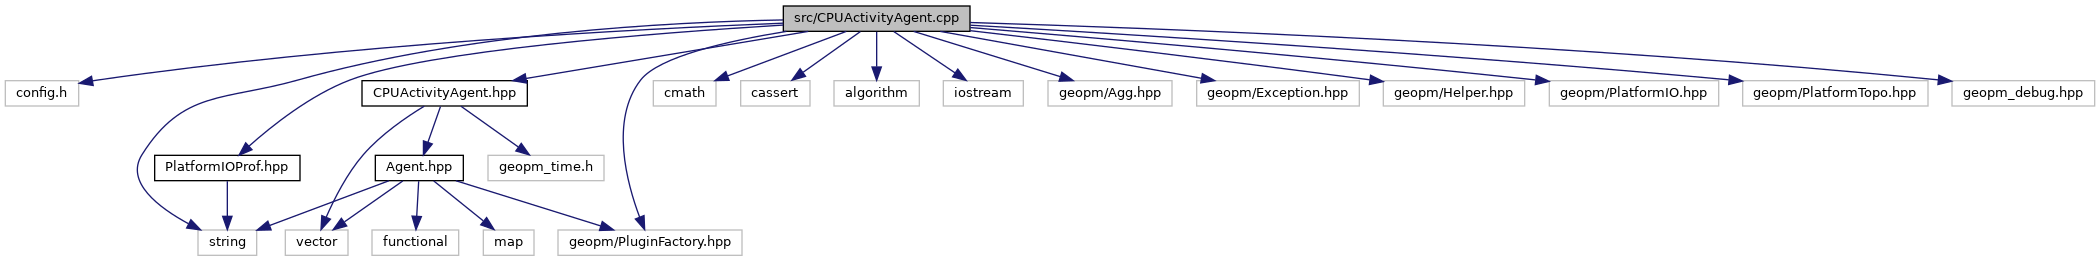 src/CPUActivityAgent.cpp
config.h
CPUActivityAgent.hpp
cmath
cassert
algorithm
iostream
geopm/Agg.hpp
geopm/Exception.hpp
geopm/Helper.hpp
geopm/PlatformIO.hpp
geopm/PlatformTopo.hpp
geopm_debug.hpp
PlatformIOProf.hpp
Agent.hpp
geopm_time.h
string
vector
functional
map
geopm/PluginFactory.hpp